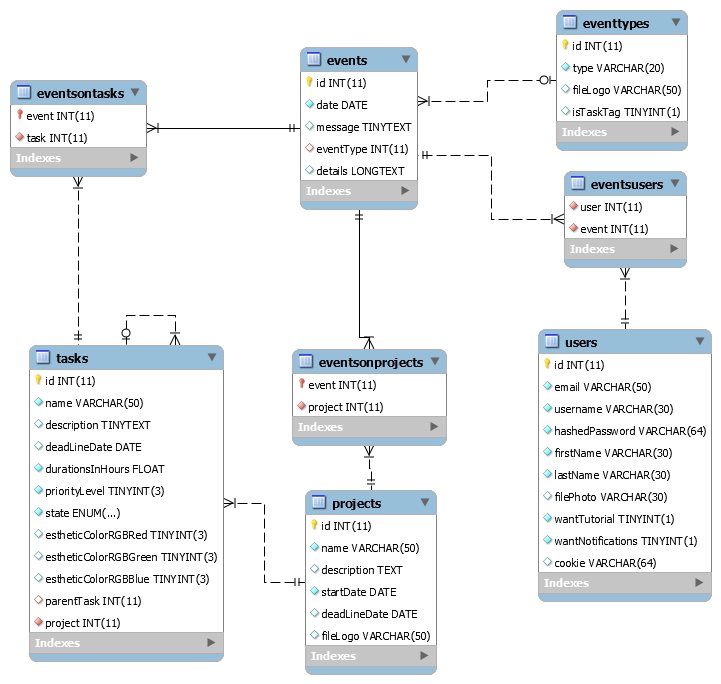 eventtypes
id INT(11)
type VARCHAR(20)
fileLogo VARCHAR(50)
isTaskTag TINYINT(1)
Indexes
events
id INT(11)
date DATE
message TINYTEXT
eventType INT(11)
details LONGTEXT
Indexes
eventsontasks
event INT(11)
task INT(11)
Indexes
eventsusers
user INT(11)
event INT(11)
Indexes
users
id INT(11)
email VARCHAR(50)
username VARCHAR(30)
hashedPassword VARCHAR(64)
firstName VARCHAR(30)
lastName VARCHAR(30)
filePhoto VARCHAR(30)
wantTutorial TINYINT(1)
wantNotifications TINYINT(1)
cookie VARCHAR(64)
Indexes
tasks
id INT(11)
name VARCHAR(50)
description TINYTEXT
deadLineDate DATE
durationsInHours FLOAT
priorityLevel TINYINT(3)
state ENUM(...)
estheticColorRGBRed TINYINT(3)
estheticColorRGBGreen TINYINT(3)
estheticColorRGBBlue TINYINT(3)
parentTask INT(11)
project INT(11)
Indexes
eventsonprojects
event INT(11)
project INT(11)
Indexes
projects
id INT(11)
name VARCHAR(50)
description TEXT
startDate DATE
deadLineDate DATE
fileLogo VARCHAR(50)
Indexes